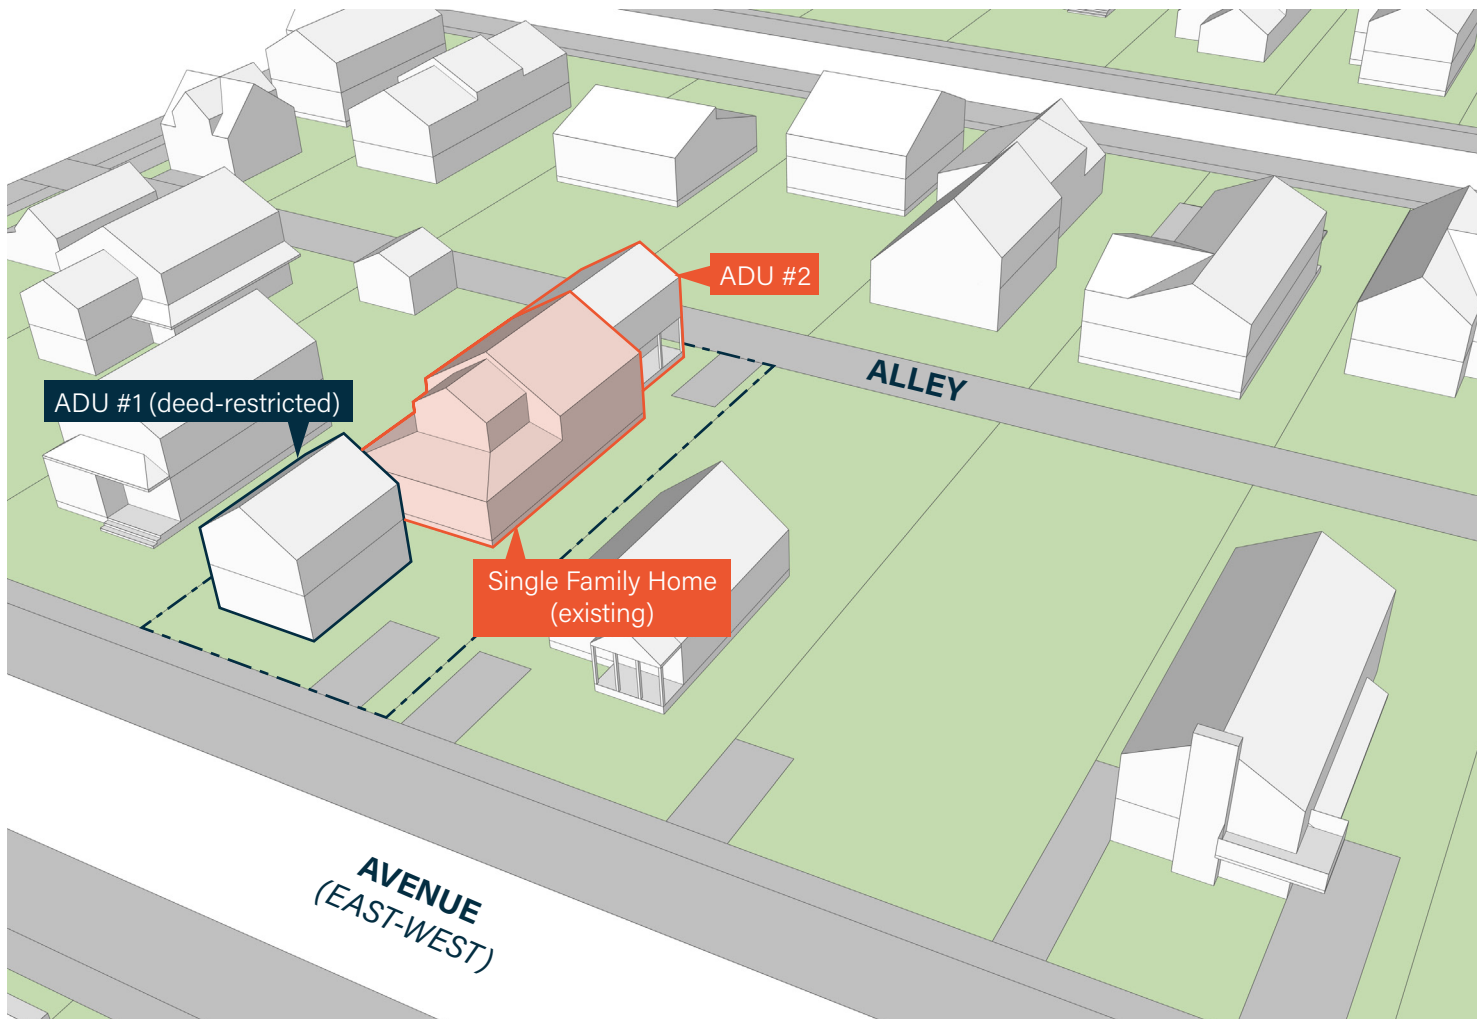 ADU #2
ALLEY
ADU #1 (deed-restricted)
Single Family Home
(existing)
AVENUE
(EAST-WEST)